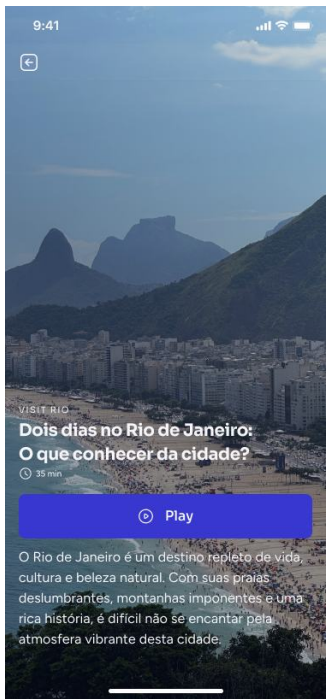 9:41
VISIT RIO
Dois dias no Rio de Janeiro:
O que conhecer da cidade?
35 min
Play
O Rio de Janeiro é um destino repleto de vida,
cultura e beleza natural. Com suas praias
deslumbrantes, montanhas imponentes e uma
rica história, é difícil não se encantar pela
atmosfera vibrante desta cidade.